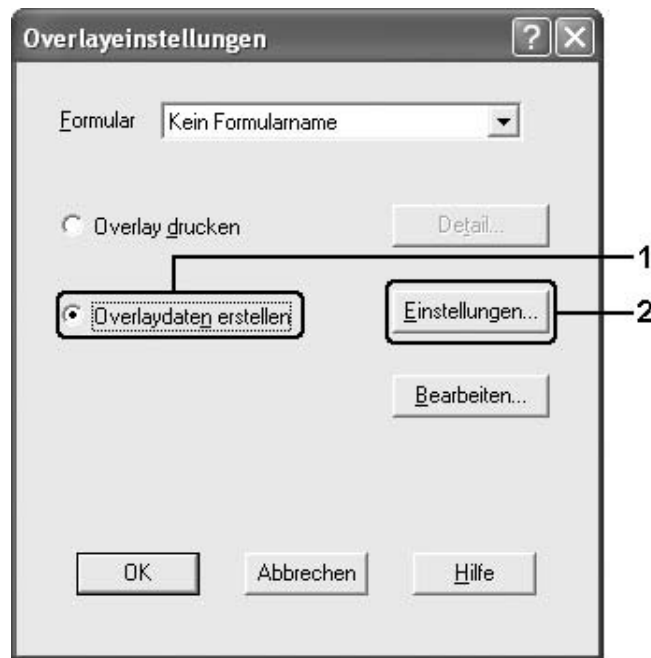 Overlayeinstellungen
Formular Kein Formularname
Overlay drucken Detail...
1
Overlaydaten erstellen Einstellungen... 2
Bearbeiten...
OK Abbrechen Hilfe